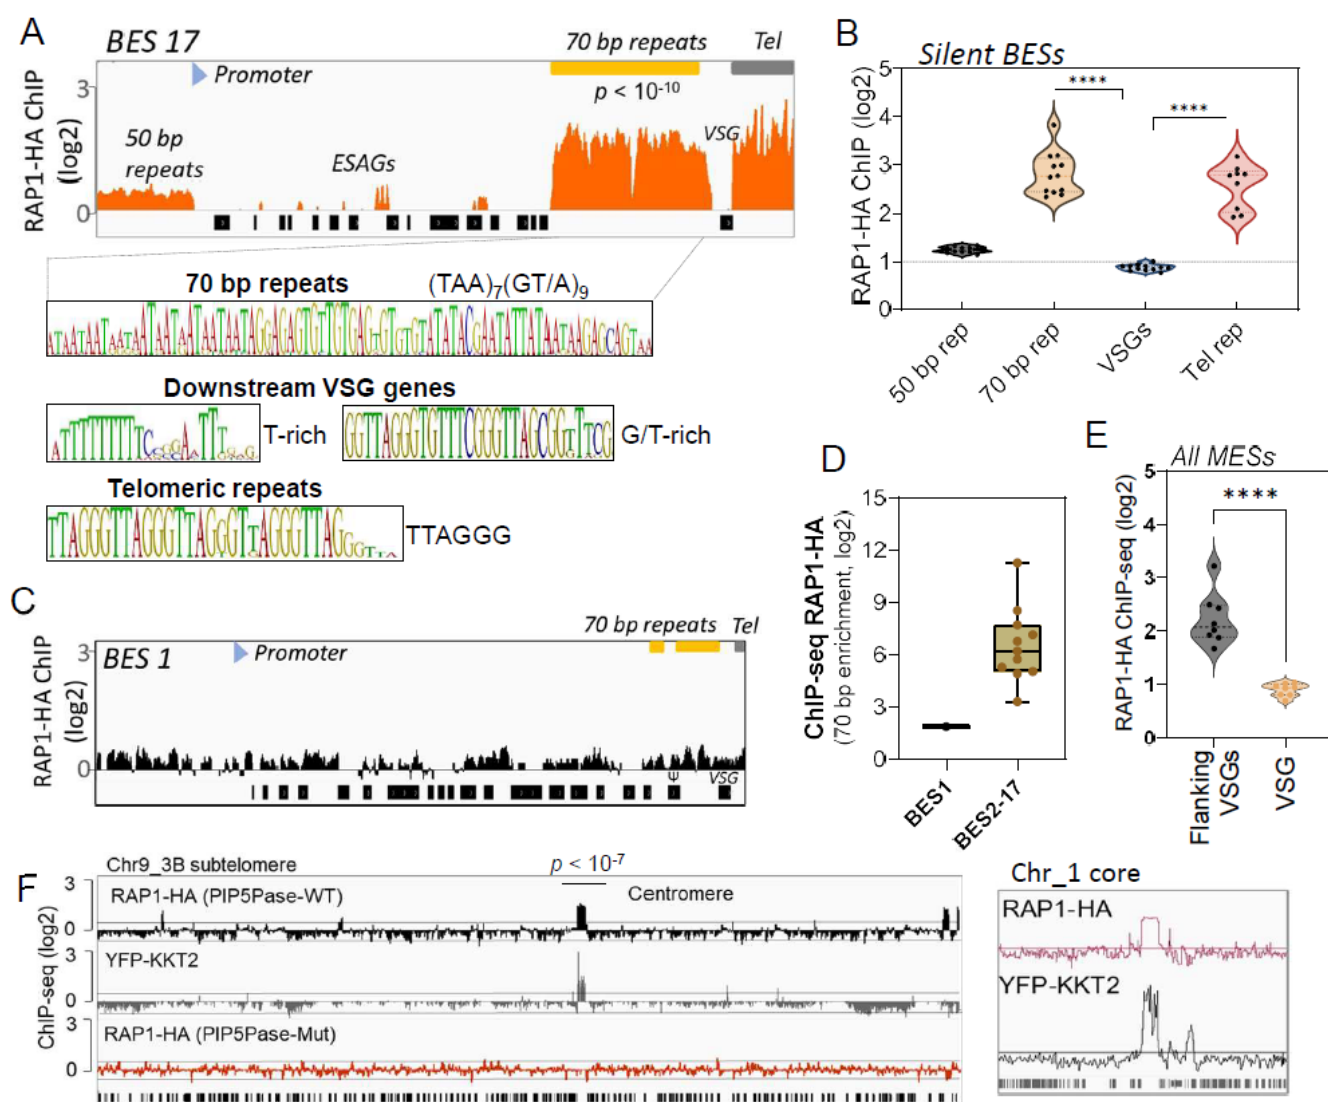 A
BES 17
70 bp repeats
Tel
Promoter
p < 10-10
VSG
50 bp
repeats
ESAGs
RAP1-HA ChIP
(log2)
3
0
70 bp repeats
(TAA)7(GT/A)9
Downstream VSG genes
T-rich
G/T-rich
Telomeric repeats
TTAGGG
B
Silent BESs
RAP1-HA ChIP (log2)
5
4
3
2
1
0
****
****
50 bp rep
70 bp rep
VSGs
Tel rep
C
BES 1
Promoter
70 bp repeats
Tel
RAP1-HA ChIP
(log2)
3
0
Ψ
VSG
D
ChIP-seq RAP1-HA
(70 bp enrichment, log2)
15
12
9
6
3
0
BES1
BES2-17
E
All MESs
RAP1-HA ChIP-seq (log2)
5
4
3
2
1
0
****
Flanking
VSGs
VSG
F
Chr9_3B subtelomere
p < 10-7
ChIP-seq (log2)
3
0
RAP1-HA (PIP5Pase-WT)
Centromere
3
0
YFP-KKT2
3
0
RAP1-HA (PIP5Pase-Mut)
Chr_1 core
RAP1-HA
YFP-KKT2